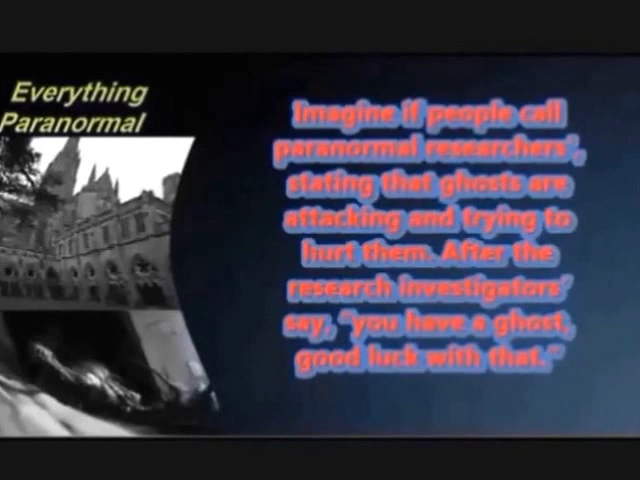 Everything
Paranormal
Imagine if people call
paranormal researchers',
stating that ghosts are
attacking and trying to
hurt them. After the
research investigators'
say, "you have a ghost,
good luck with that."